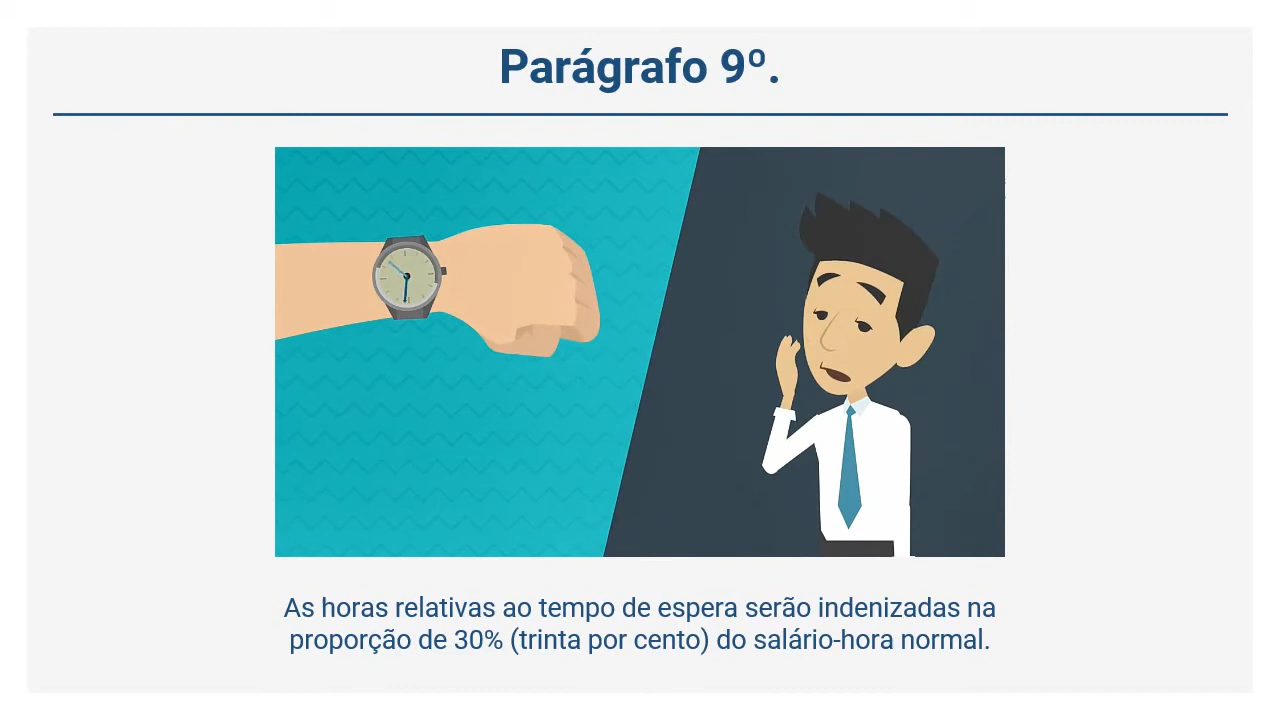 Parágrafo 9º.
As horas relativas ao tempo de espera serão indenizadas na
proporção de 30% (trinta por cento) do salário-hora normal.